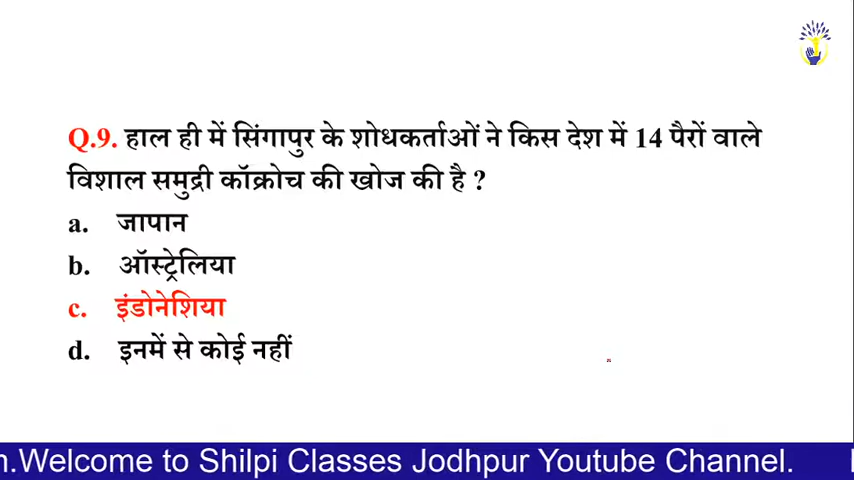 Q.9. हाल ही में सिंगापुर के शोधकर्ताओं ने किस देश में 14 पैरों वाले
विशाल समुद्री कॉक्रोच की खोज की है ?
a. जापान
b. ऑस्ट्रेलिया
c. इंडोनेशिया
d. इनमें से कोई नहीं
.Welcome to Shilpi Classes Jodhpur Youtube Channel.